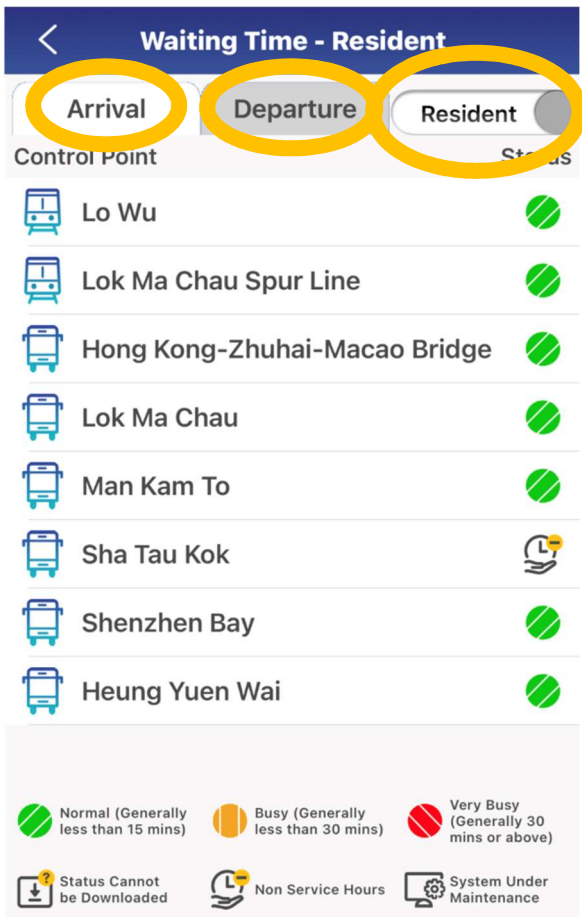 Waiting Time - Resident
Arrival Departure Resident
Control Point Status
Lo Wu
Lok Ma Chau Spur Line
Hong Kong-Zhuhai-Macao Bridge
Lok Ma Chau
Man Kam To
Sha Tau Kok
Shenzhen Bay
Heung Yuen Wai
Normal (Generally
less than 15 mins)
Busy (Generally
less than 30 mins)
Very Busy
(Generally 30
mins or above)
?
Status Cannot
be Downloaded
Non Service Hours
System Under
Maintenance